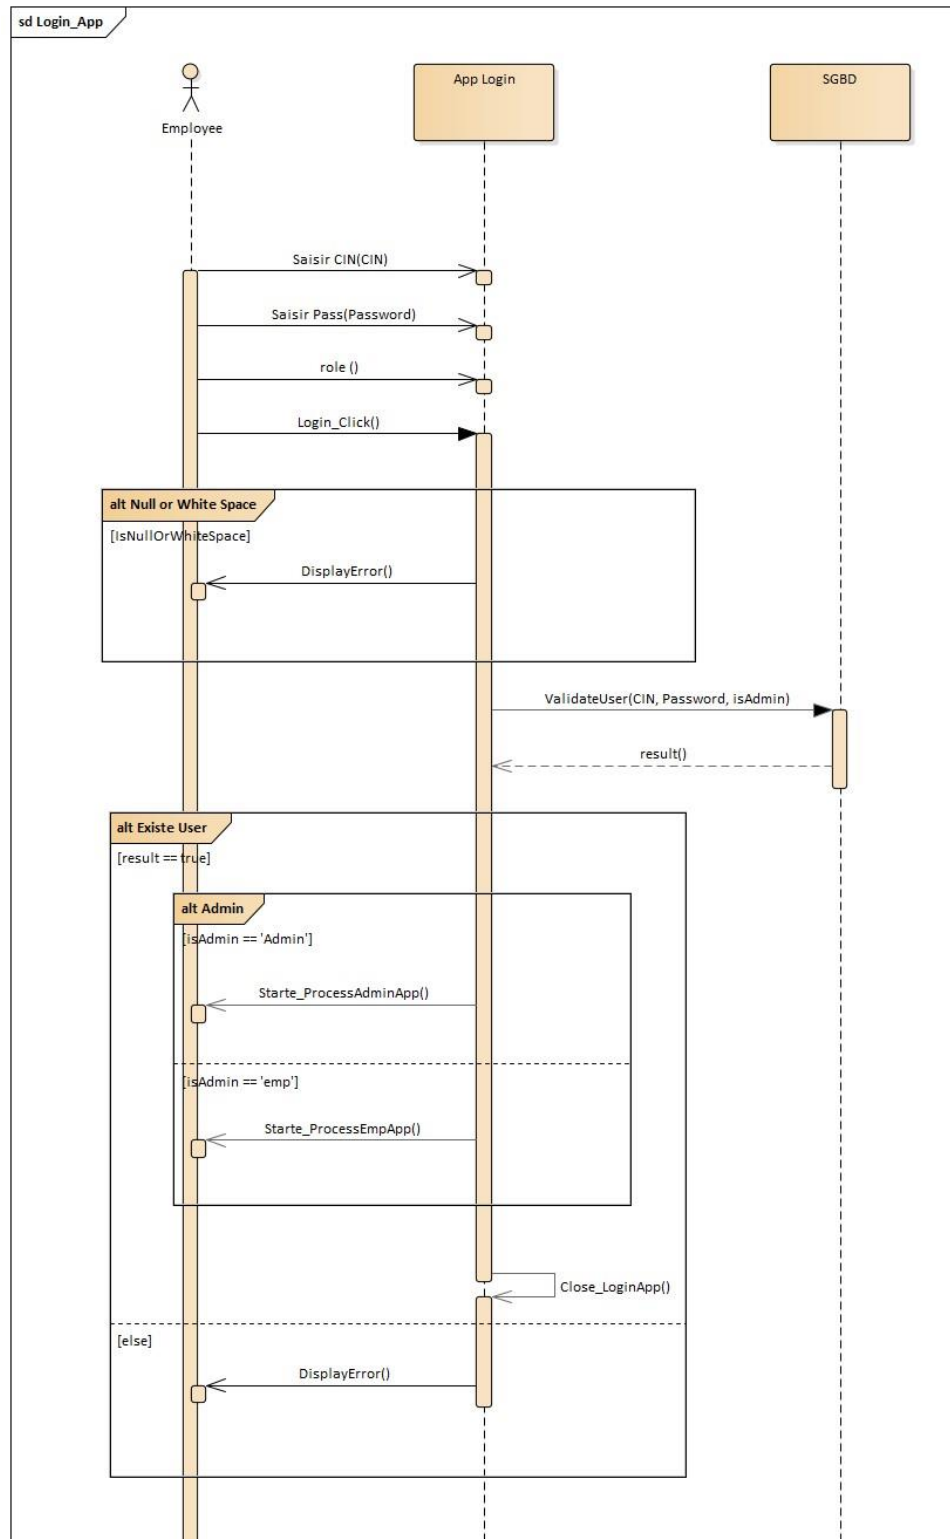 sd Login_App
Employee
App Login
SGBD
Saisir CIN(CIN)
Saisir Pass(Password)
role ()
Login_Click()
alt Null or White Space
[IsNullOrWhiteSpace]
DisplayError()
ValidateUser(CIN, Password, isAdmin)
result()
alt Existe User
[result == true]
alt Admin
[isAdmin == 'Admin']
Starte_ProcessAdminApp()
[isAdmin == 'emp']
Starte_ProcessEmpApp()
Close_LoginApp()
[else]
DisplayError()